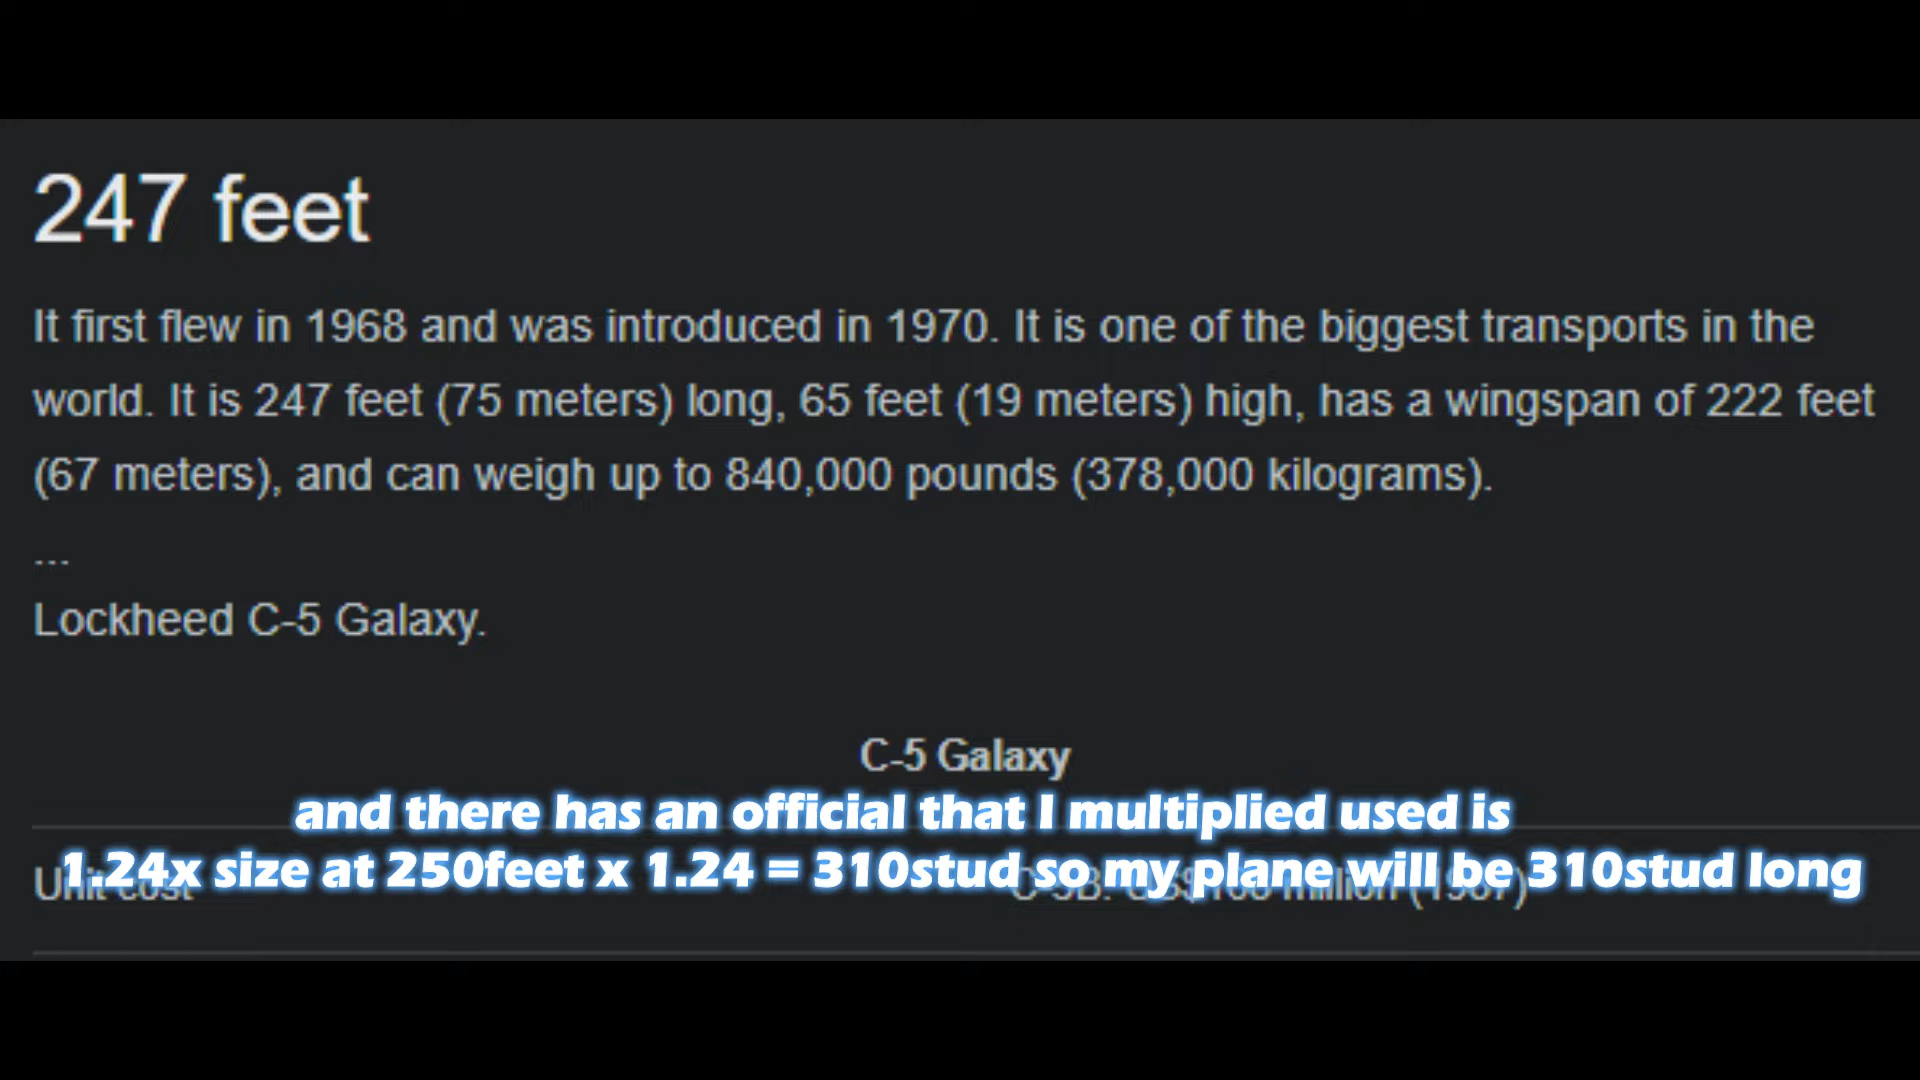 247 feet
It first flew in 1968 and was introduced in 1970. It is one of the biggest transports in the
world. It is 247 feet (75 meters) long, 65 feet (19 meters) high, has a wingspan of 222 feet
(67 meters), and can weigh up to 840,000 pounds (378,000 kilograms).
...
Lockheed C-5 Galaxy.
C-5 Galaxy
and there has an official that I multiplied used is
1.24x size at 250feet x 1.24 = 310stud so my plane will be 310stud long
Unit cost
million (1987)